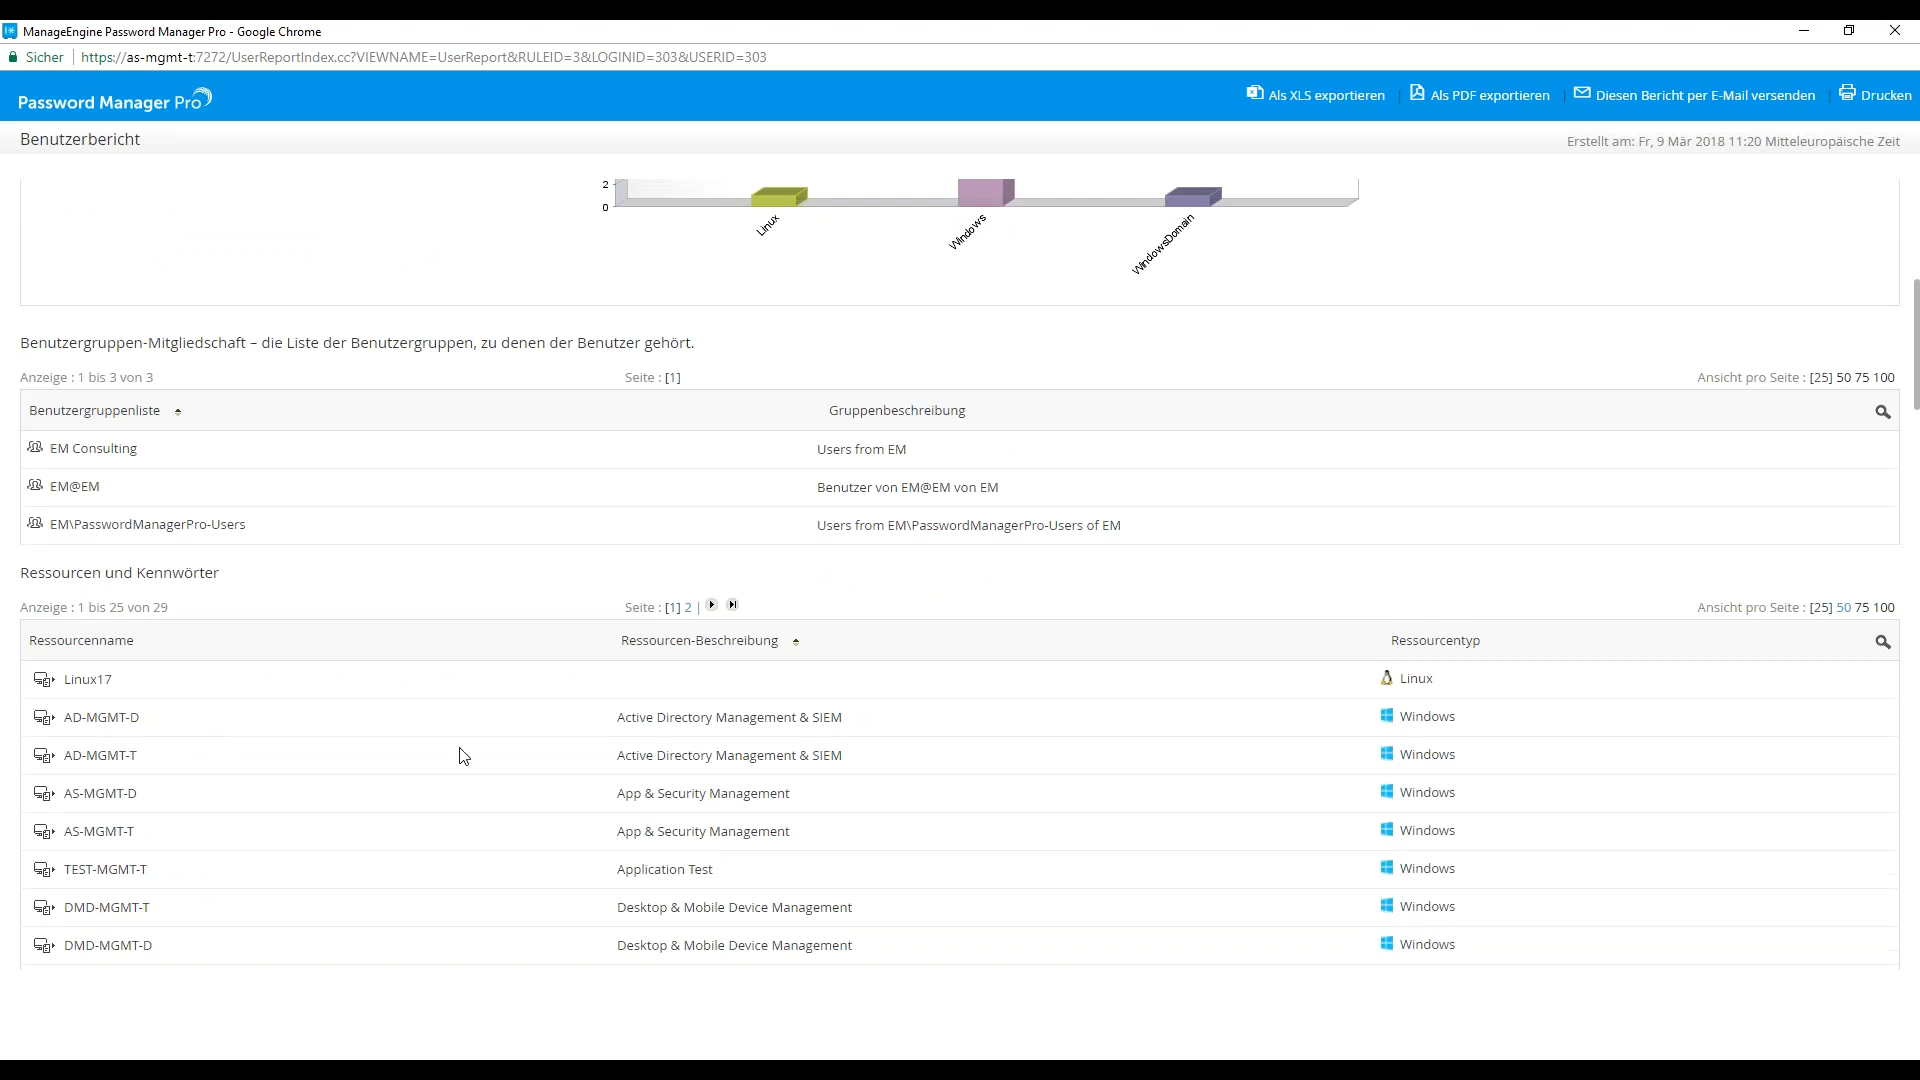 ManageEngine Password Manager Pro - Google Chrome
Sicher | https://as-mgmt-t:7272/UserReportIndex.cc?VIEWNAME=UserReport&RULEID=3&LOGINID=303&USERID=303
Password Manager Pro
Als XLS exportieren | Als PDF exportieren | Diesen Bericht per E-Mail versenden | Drucken
Benutzerbericht
Erstellt am: Fr, 9 Mär 2018 11:20 Mitteleuropäische Zeit
2
0
Linux
Windows
WindowsDomain
Benutzergruppen-Mitgliedschaft – die Liste der Benutzergruppen, zu denen der Benutzer gehört.
Anzeige : 1 bis 3 von 3 Seite : [1] Ansicht pro Seite : [25] 50 75 100
Benutzergruppenliste Gruppenbeschreibung
EM Consulting Users from EM
EM@EM Benutzer von EM@EM von EM
EM\PasswordManagerPro-Users Users from EM\PasswordManagerPro-Users of EM
Ressourcen und Kennwörter
Anzeige : 1 bis 25 von 29 Seite : [1] 2 | Ansicht pro Seite : [25] 50 75 100
Ressourcenname Ressourcen-Beschreibung Ressourcentyp
Linux17 Linux
AD-MGMT-D Active Directory Management & SIEM Windows
AD-MGMT-T Active Directory Management & SIEM Windows
AS-MGMT-D App & Security Management Windows
AS-MGMT-T App & Security Management Windows
TEST-MGMT-T Application Test Windows
DMD-MGMT-T Desktop & Mobile Device Management Windows
DMD-MGMT-D Desktop & Mobile Device Management Windows